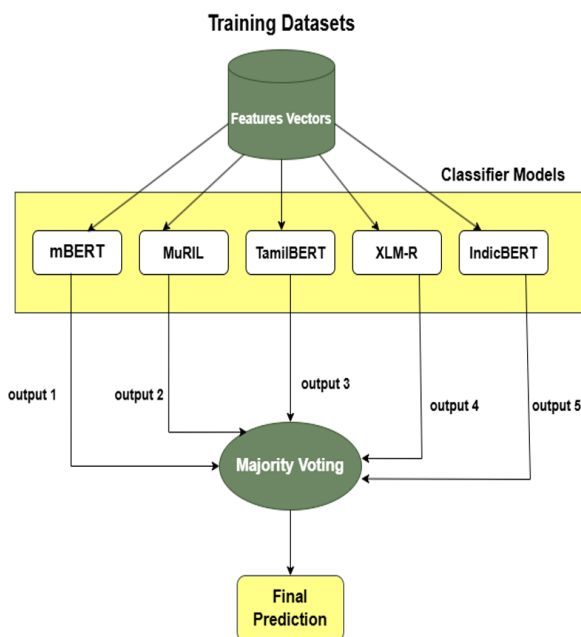 Training Datasets
Features Vectors
Classifier Models
mBERT
MuRIL
TamilBERT
XLM-R
IndicBERT
output 1
output 2
output 3
output 4
output 5
Majority Voting
Final
Prediction